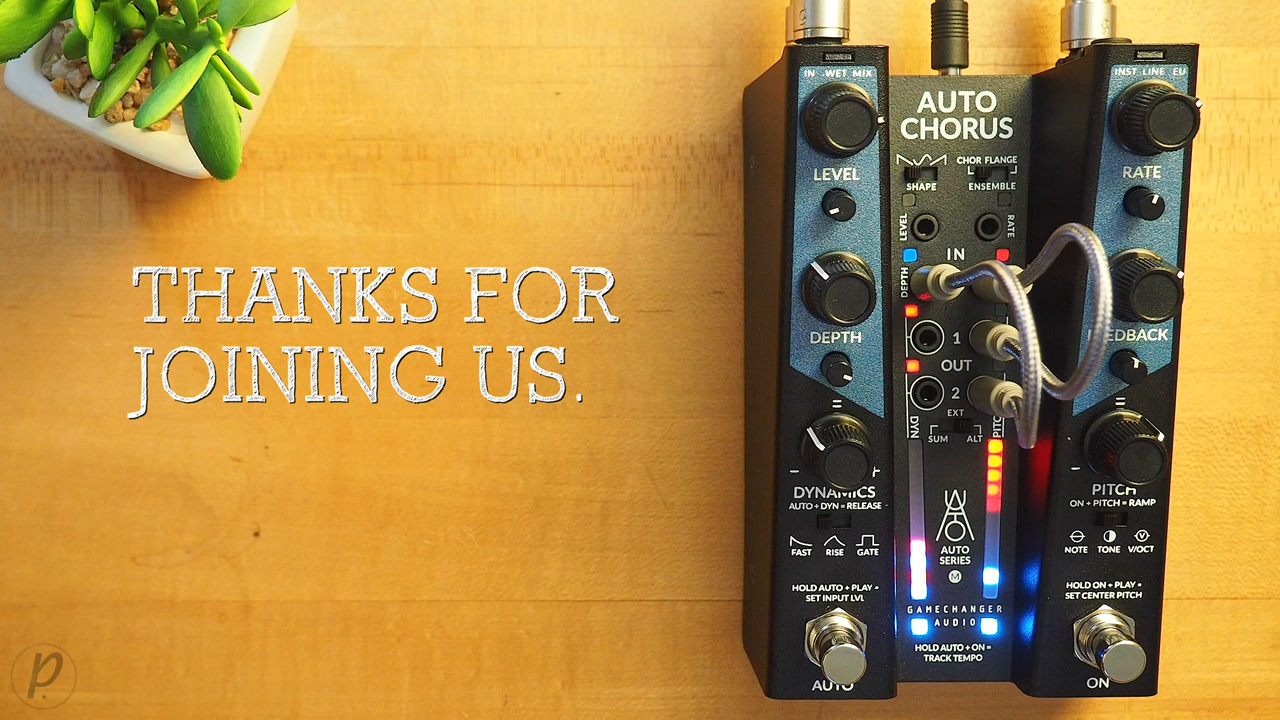 THANKS FOR
JOINING US.
IN WET MIX
LEVEL
DEPTH
DYNAMICS
AUTO + DYN = RELEASE
FAST RISE GATE
HOLD AUTO + PLAY =
SET INPUT LVL
AUTO
AUTO
CHORUS
CHOR FLANGE
SHAPE
ENSEMBLE
LEVEL
RATE
IN
DEPTH
1
OUT
2
EXT
SUM ALT
DYN
AUTO
SERIES
M
GAMECHANGER
AUDIO
HOLD AUTO + ON =
TRACK TEMPO
INST LINE EU
RATE
PITCH
ON + PITCH = RAMP
NOTE TONE V/OCT
HOLD ON + PLAY =
SET CENTER PITCH
ON
p.